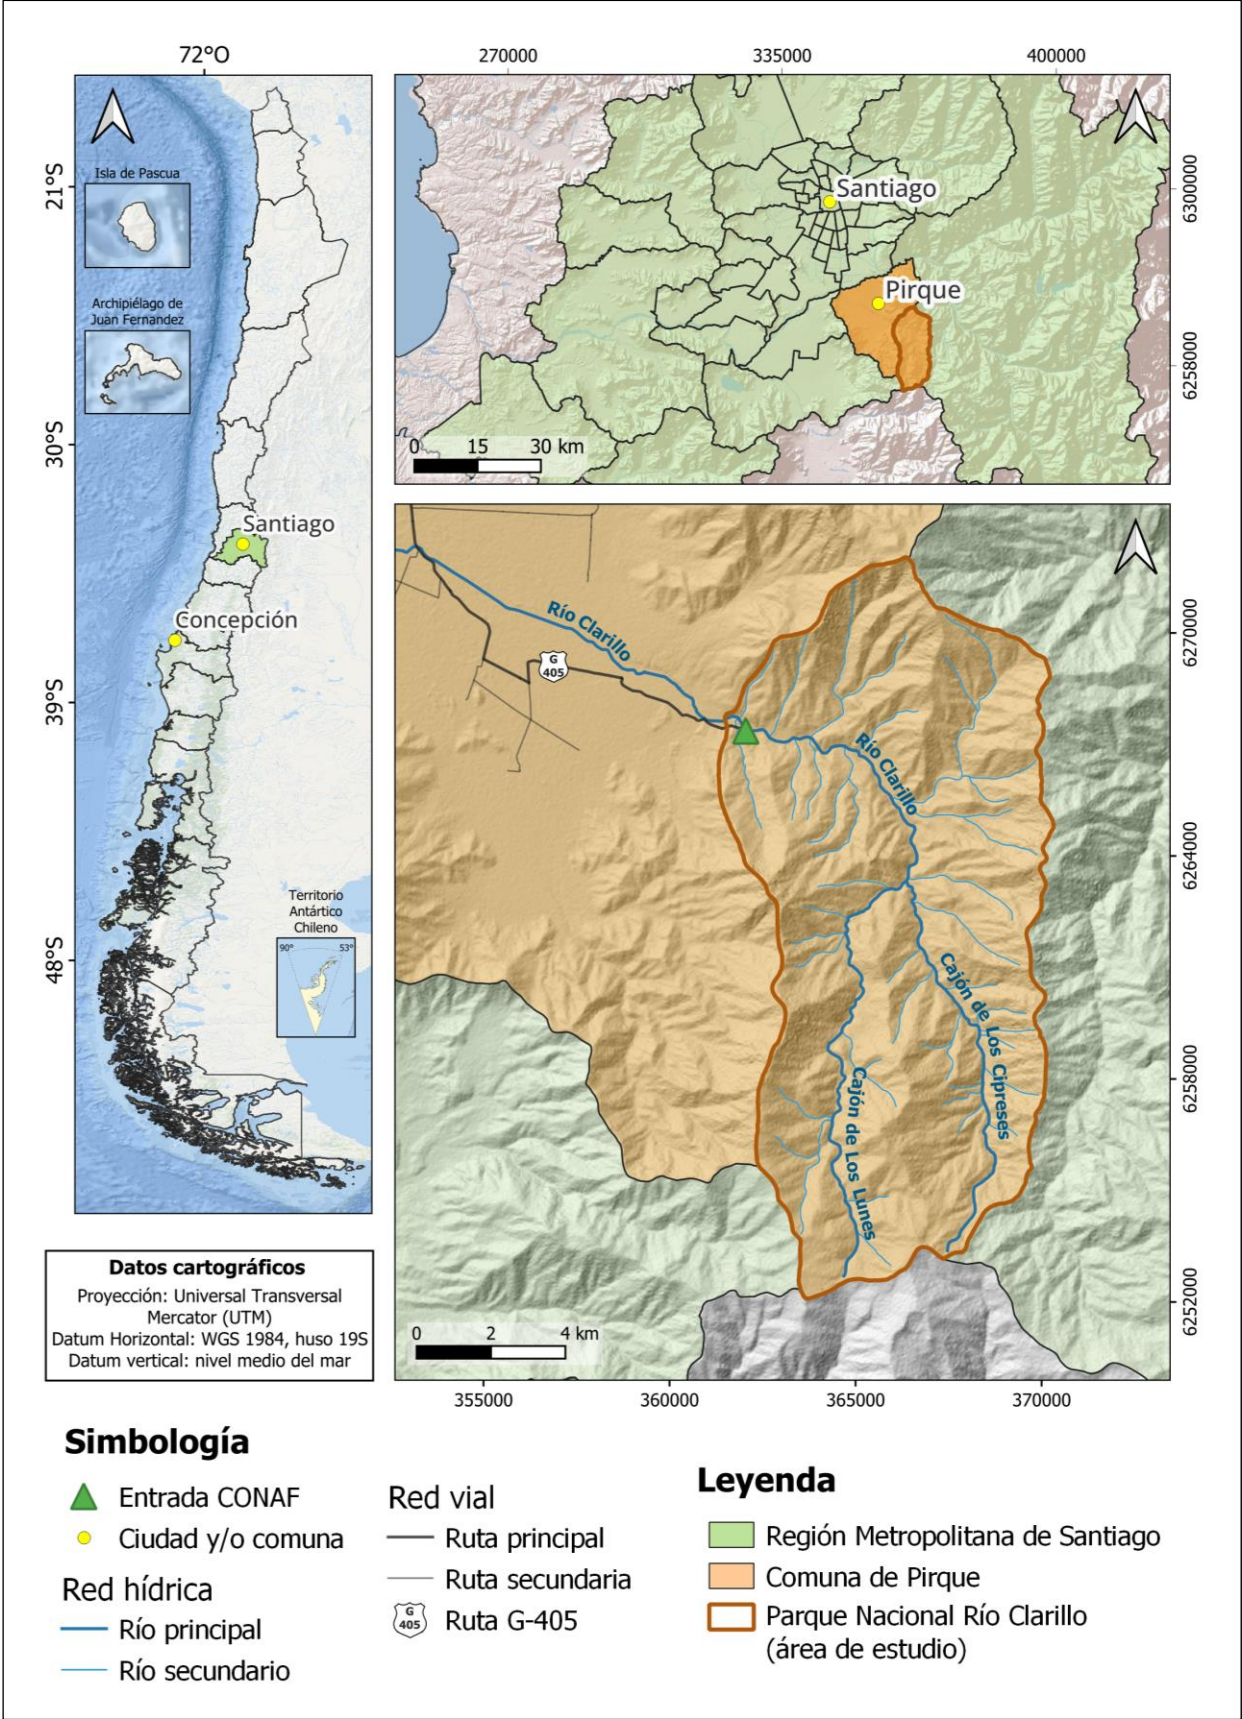 72°O
21°S
30°S
39°S
48°S
Isla de Pascua
Archipiélago de
Juan Fernandez
Santiago
Concepción
Territorio
Antártico
Chileno
90°
53°
270000
335000
400000
6300000
6258000
Santiago
Pirque
0 15 30 km
Río Clarillo
G
405
Río Clarillo
Cajón de Los Cipreses
Cajón de Los Lunes
6270000
6264000
6258000
6252000
0 2 4 km
355000
360000
365000
370000
Datos cartográficos
Proyección: Universal Transversal
Mercator (UTM)
Datum Horizontal: WGS 1984, huso 19S
Datum vertical: nivel medio del mar
Simbología
Entrada CONAF
Ciudad y/o comuna
Red hídrica
Río principal
Río secundario
Red vial
Ruta principal
Ruta secundaria
G
405
Ruta G-405
Leyenda
Región Metropolitana de Santiago
Comuna de Pirque
Parque Nacional Río Clarillo
(área de estudio)